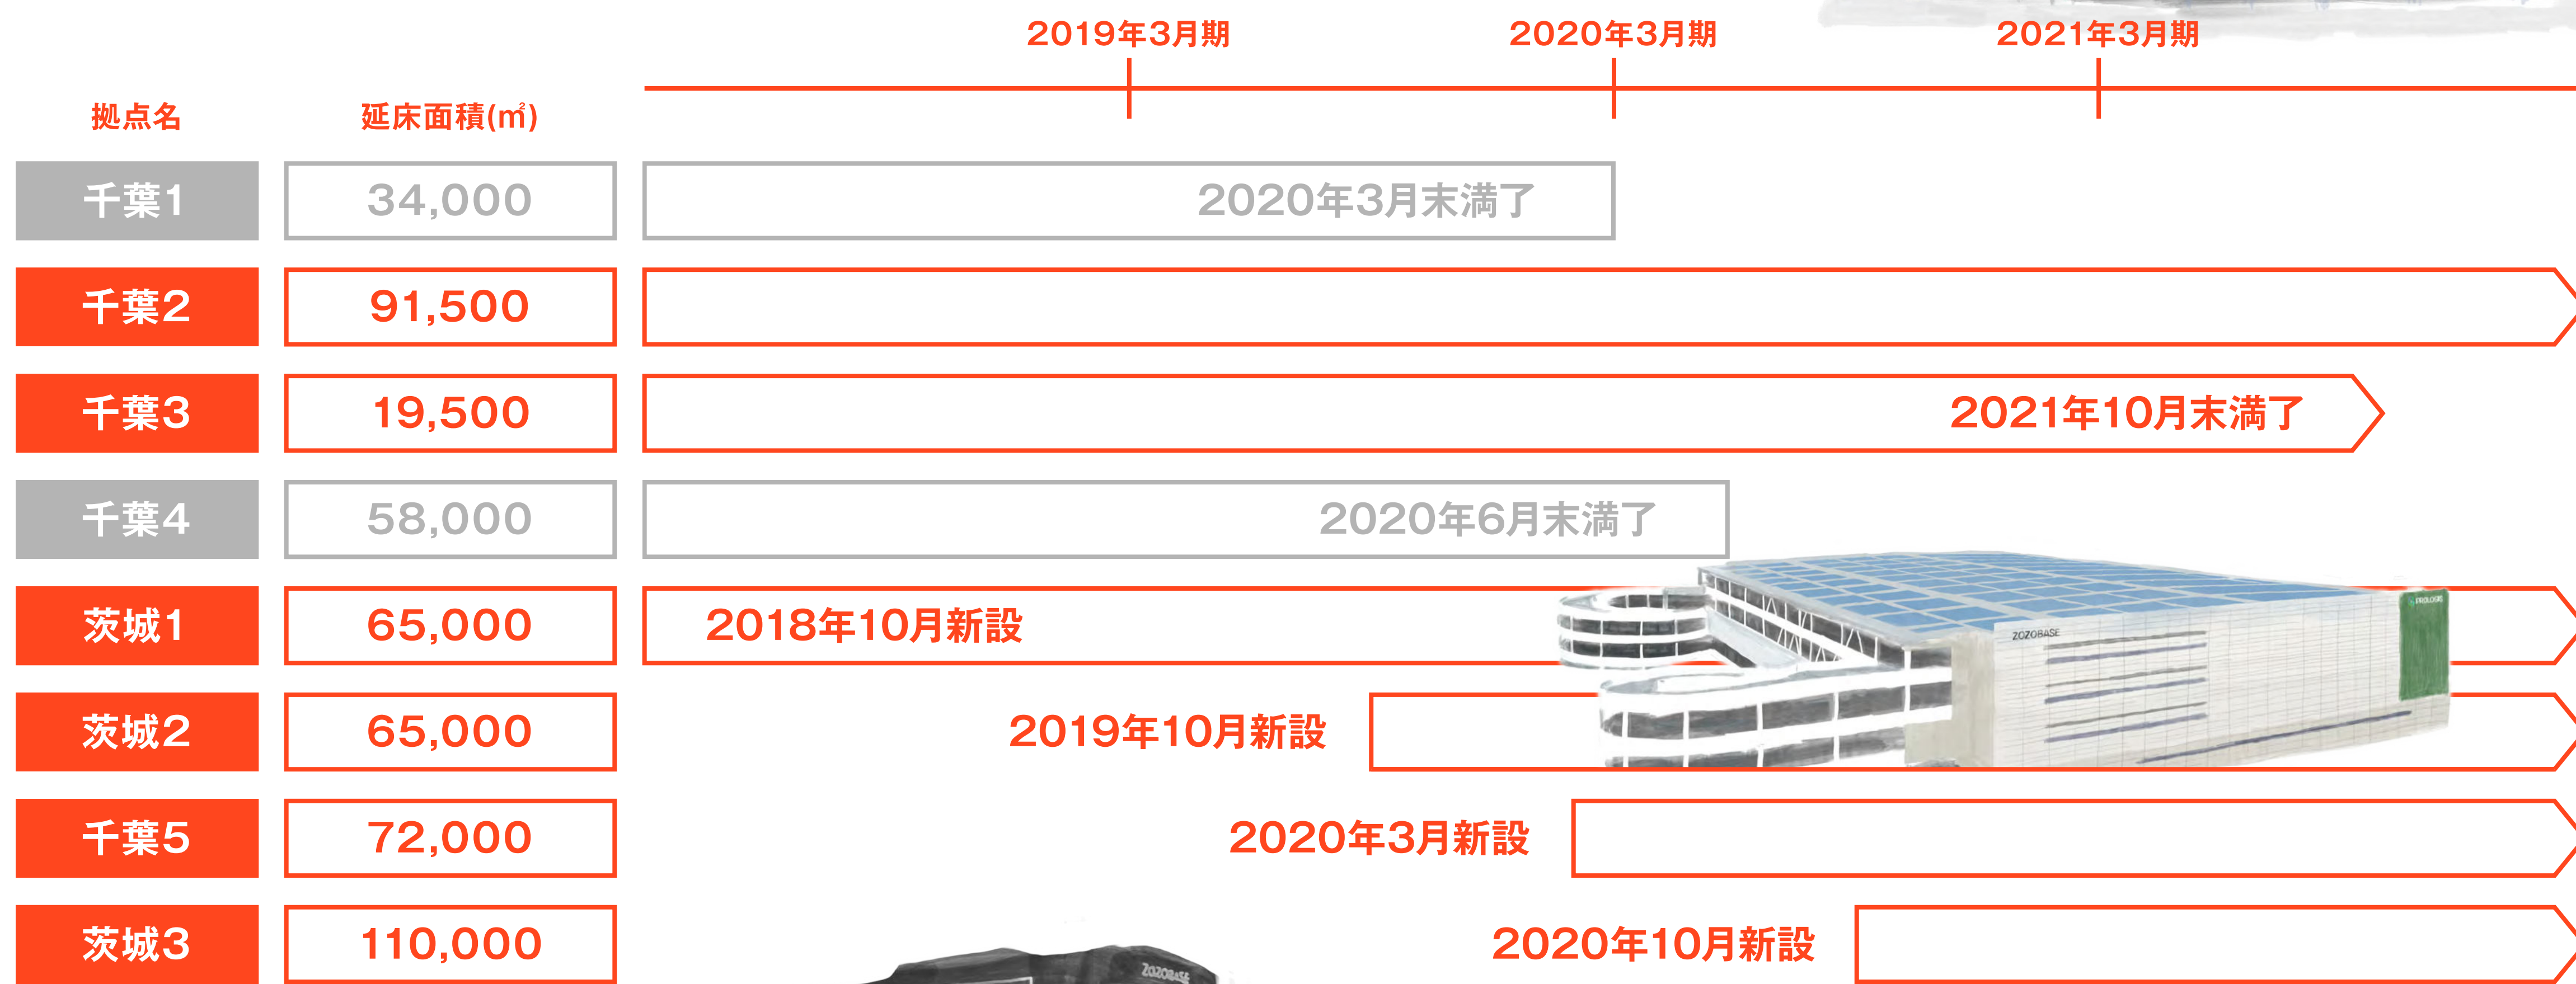 2019年3月期 2020年3月期 2021年3月期
拠点名 延床面積(㎡)
千葉1 34,000 2020年3月末満了
千葉2 91,500
千葉3 19,500 2021年10月末満了
千葉4 58,000 2020年6月末満了
茨城1 65,000 2018年10月新設
PROLOGIS
ZOZOBASE
茨城2 65,000 2019年10月新設
千葉5 72,000 2020年3月新設
茨城3 110,000 2020年10月新設
ZOZOBASE